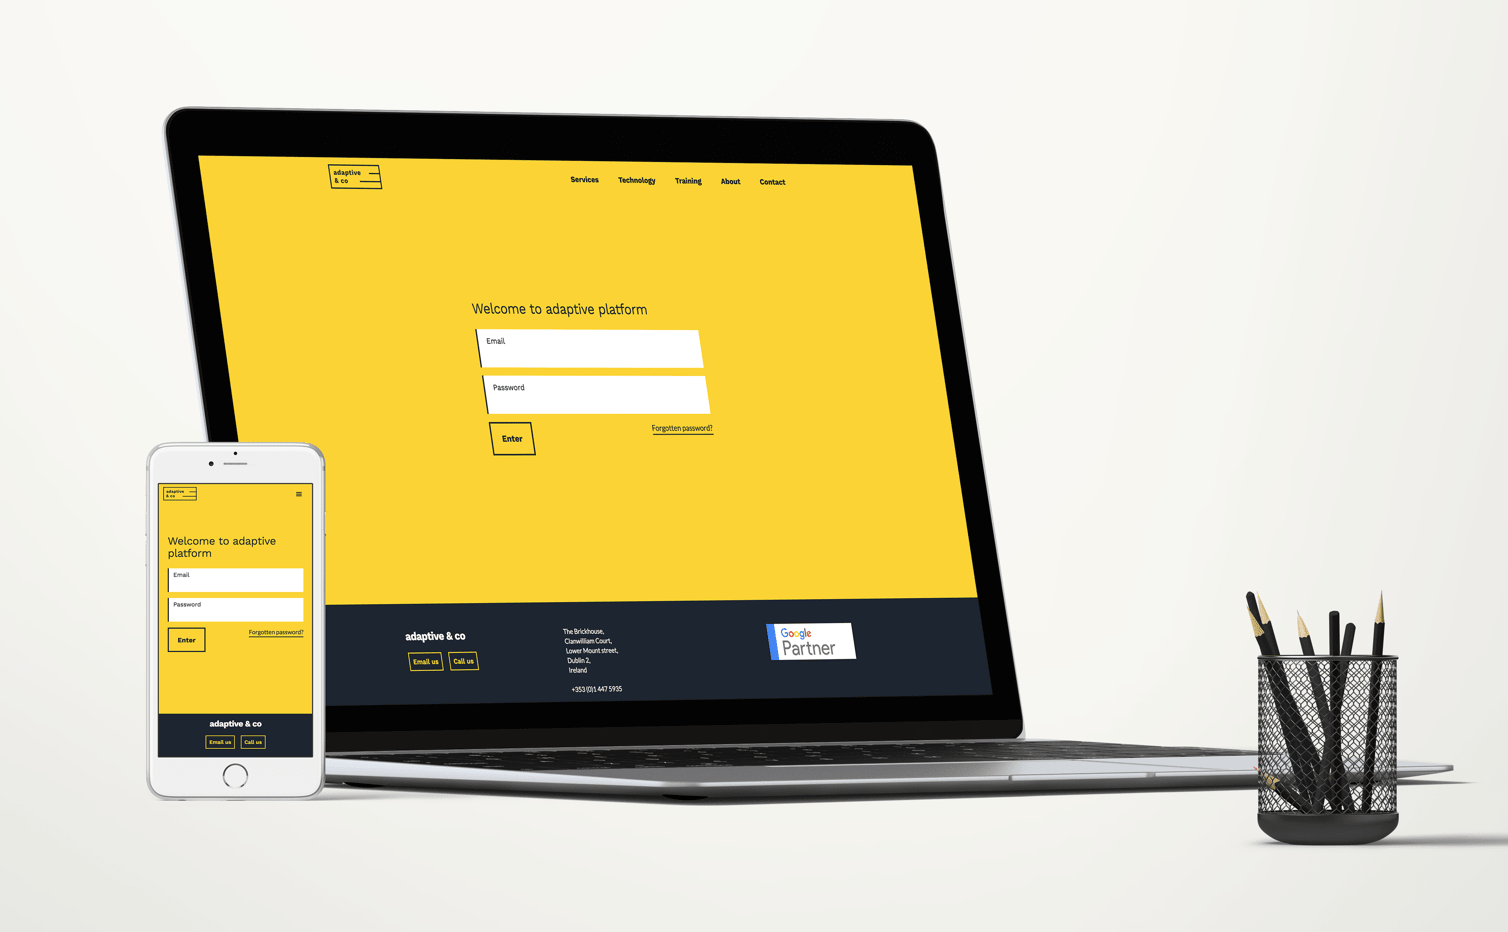 adaptive
& co
Services Technology Training About Contact
Welcome to adaptive platform
Email
Password
Enter
Forgotten password?
adaptive & co
Email us Call us
The Brickhouse,
Clanwilliam Court,
Lower Mount street,
Dublin 2,
Ireland
+353 (0)1 447 5935
Google
Partner
adaptive
& co
Welcome to adaptive
platform
Email
Password
Enter
Forgotten password?
adaptive & co
Email us Call us